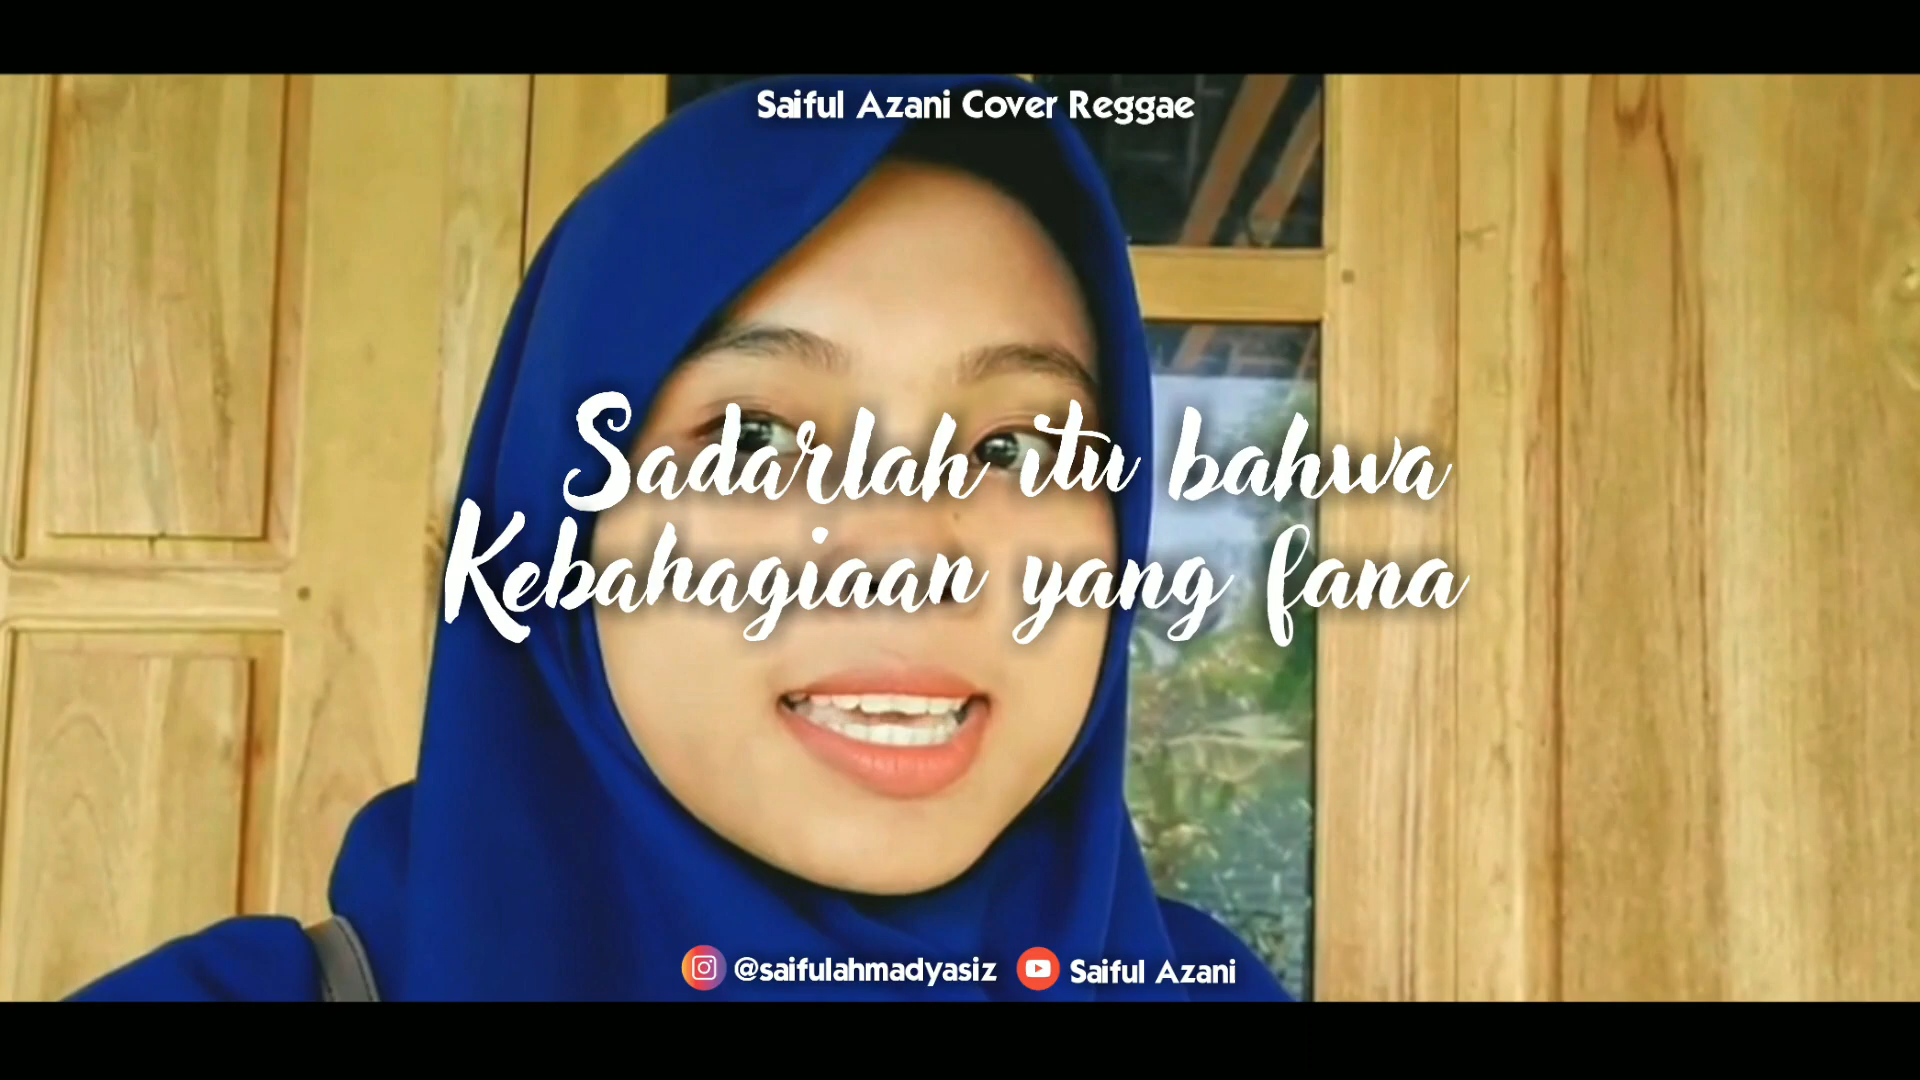 Saiful Azani Cover Reggae
Sadarlah itu bahwa
Kebahagiaan yang fana
@saifulahmadyasiz Saiful Azani